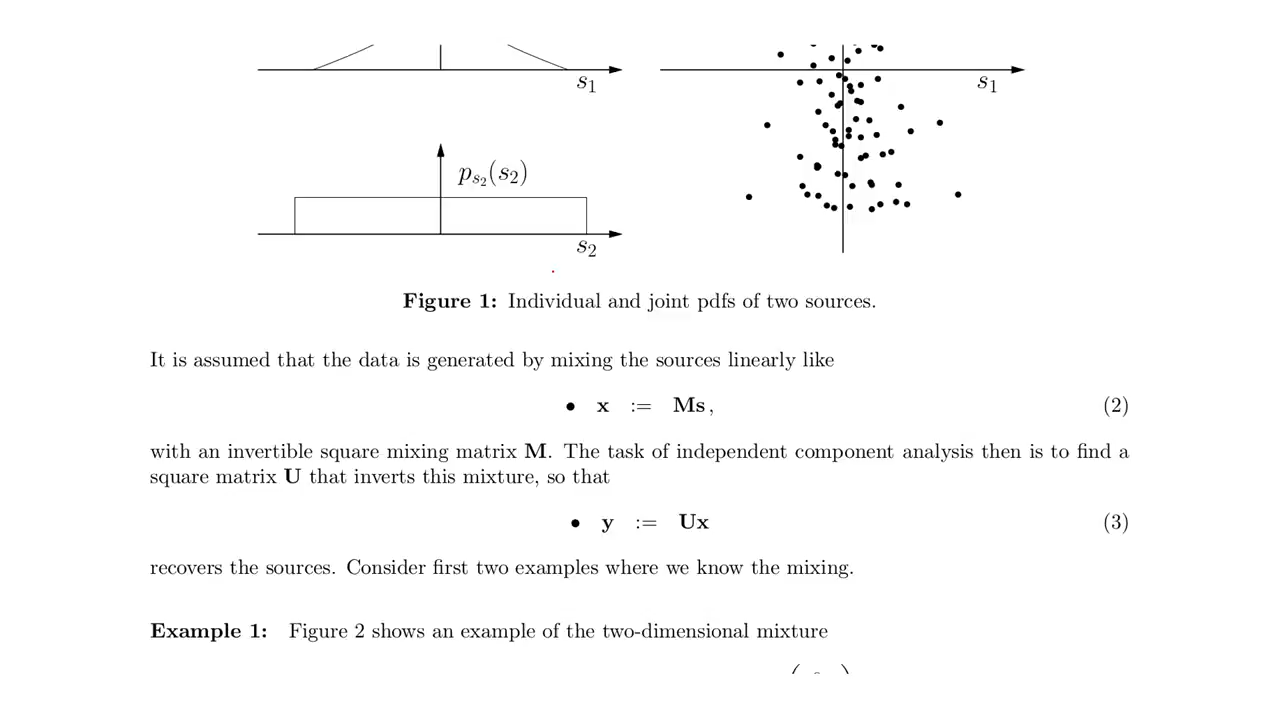 s1
s1
ps2(s2)
s2
Figure 1: Individual and joint pdfs of two sources.
It is assumed that the data is generated by mixing the sources linearly like
• x := Ms , (2)
with an invertible square mixing matrix M. The task of independent component analysis then is to find a
square matrix U that inverts this mixture, so that
• y := Ux (3)
recovers the sources. Consider first two examples where we know the mixing.
Example 1: Figure 2 shows an example of the two-dimensional mixture